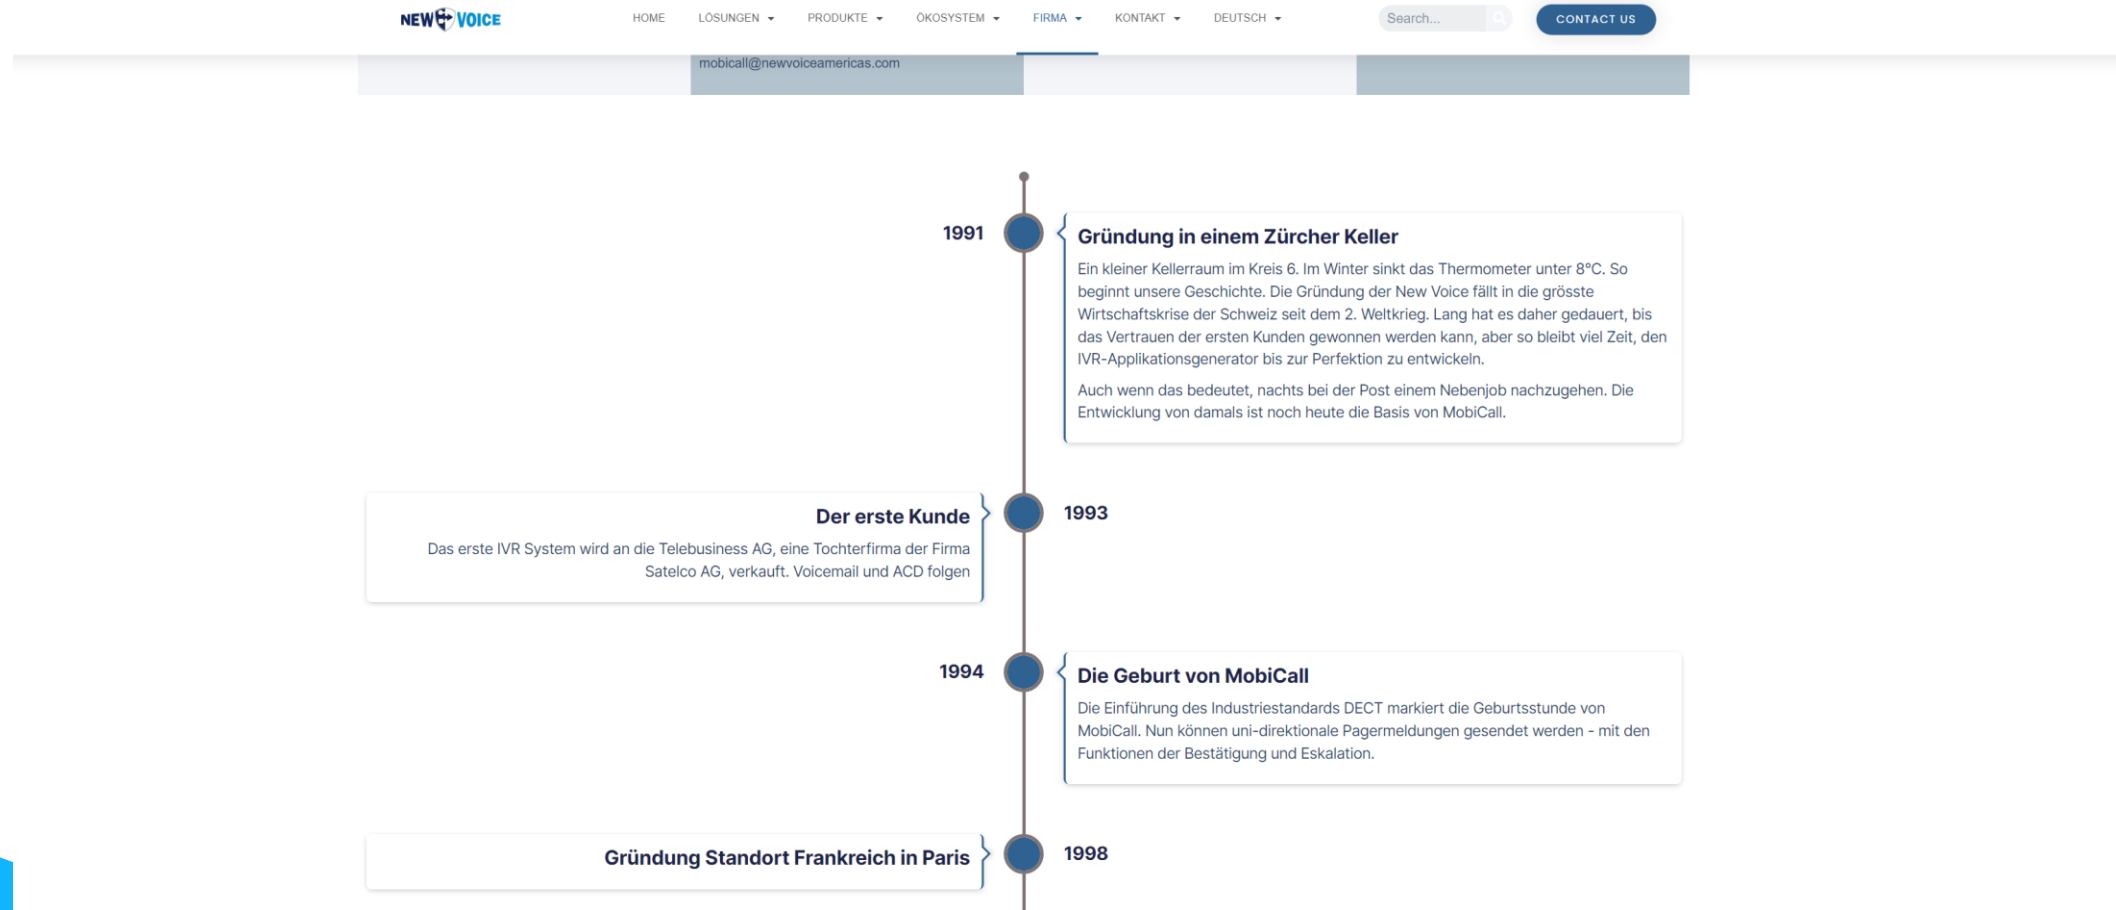 NEW VOICE
HOME LÖSUNGEN PRODUKTE ÖKOSYSTEM FIRMA KONTAKT DEUTSCH Search... CONTACT US
mobicall@newvoiceamericas.com
1991
Gründung in einem Zürcher Keller
Ein kleiner Kellerraum im Kreis 6. Im Winter sinkt das Thermometer unter 8°C. So
beginnt unsere Geschichte. Die Gründung der New Voice fällt in die grösste
Wirtschaftskrise der Schweiz seit dem 2. Weltkrieg. Lang hat es daher gedauert, bis
das Vertrauen der ersten Kunden gewonnen werden kann, aber so bleibt viel Zeit, den
IVR-Applikationsgenerator bis zur Perfektion zu entwickeln.
Auch wenn das bedeutet, nachts bei der Post einem Nebenjob nachzugehen. Die
Entwicklung von damals ist noch heute die Basis von MobiCall.
Der erste Kunde
1993
Das erste IVR System wird an die Telebusiness AG, eine Tochterfirma der Firma
Satelco AG, verkauft. Voicemail und ACD folgen
1994
Die Geburt von MobiCall
Die Einführung des Industriestandards DECT markiert die Geburtsstunde von
MobiCall. Nun können uni-direktionale Pagermeldungen gesendet werden - mit den
Funktionen der Bestätigung und Eskalation.
Gründung Standort Frankreich in Paris
1998